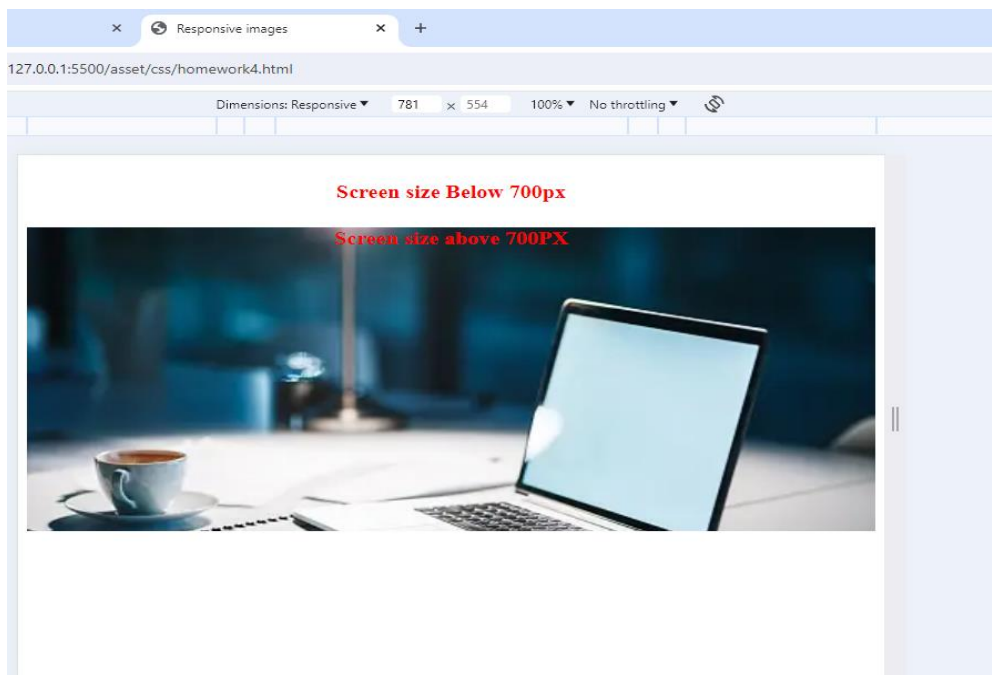 × Responsive images × +
127.0.0.1:5500/asset/css/homework4.html
Dimensions: Responsive ▼ 781 × 554 100% ▼ No throttling ▼
Screen size Below 700px
Screen size above 700PX